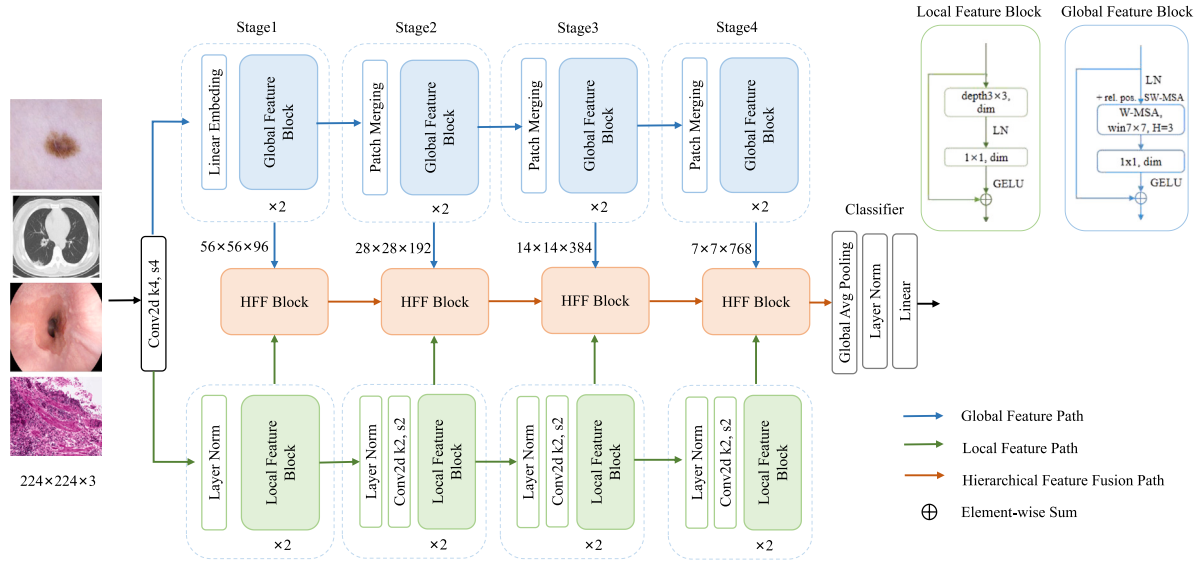 Stage1
Stage2
Stage3
Stage4
Local Feature Block
Global Feature Block
Linear Embeding
Global Feature
Block
×2
Patch Merging
Global Feature
Block
×2
Patch Merging
Global Feature
Block
×2
Patch Merging
Global Feature
Block
×2
depth3×3,
dim
LN
1×1, dim
GELU
LN
+ rel. pos. SW-MSA
W-MSA,
win7×7, H=3
1x1, dim
GELU
Classifier
56×56×96
28×28×192
14×14×384
7×7×768
Conv2d k4, s4
HFF Block
HFF Block
HFF Block
HFF Block
Global Avg Pooling
Layer Norm
Linear
Layer Norm
Local Feature
Block
×2
Layer Norm
Conv2d k2, s2
Local Feature
Block
×2
Layer Norm
Conv2d k2, s2
Local Feature
Block
×2
Layer Norm
Conv2d k2, s2
Local Feature
Block
×2
224×224×3
Global Feature Path
Local Feature Path
Hierarchical Feature Fusion Path
Element-wise Sum